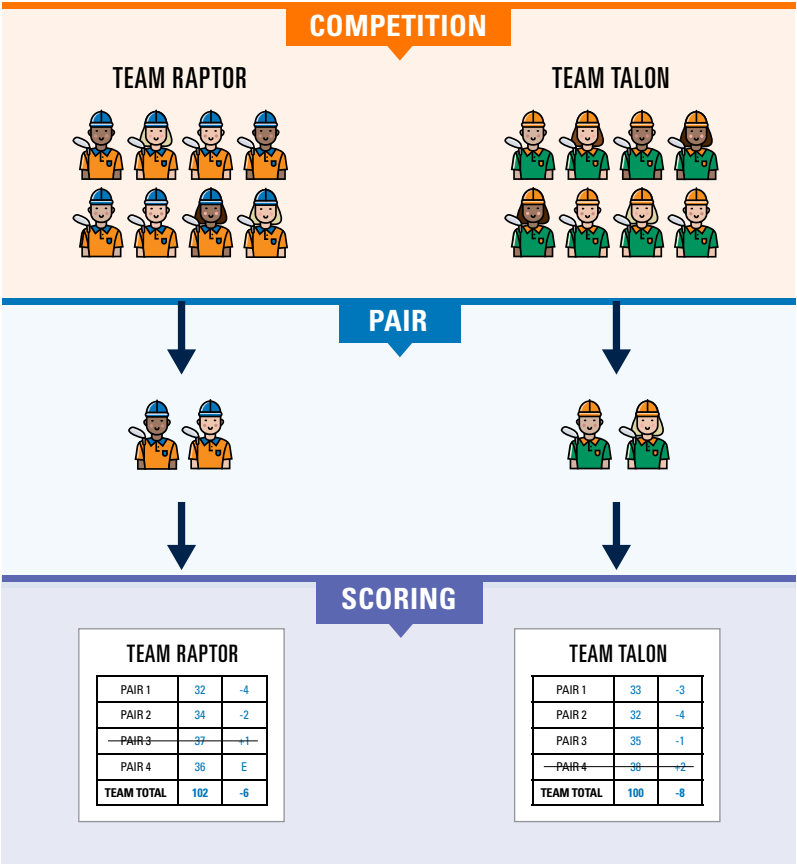 COMPETITION
TEAM RAPTOR
TEAM TALON
PAIR
SCORING
TEAM RAPTOR
PAIR 1 32 -4
PAIR 2 34 -2
PAIR 3 37 +1
PAIR 4 36 E
TEAM TOTAL 102 -6
TEAM TALON
PAIR 1 33 -3
PAIR 2 32 -4
PAIR 3 35 -1
PAIR 4 38 +2
TEAM TOTAL 100 -8